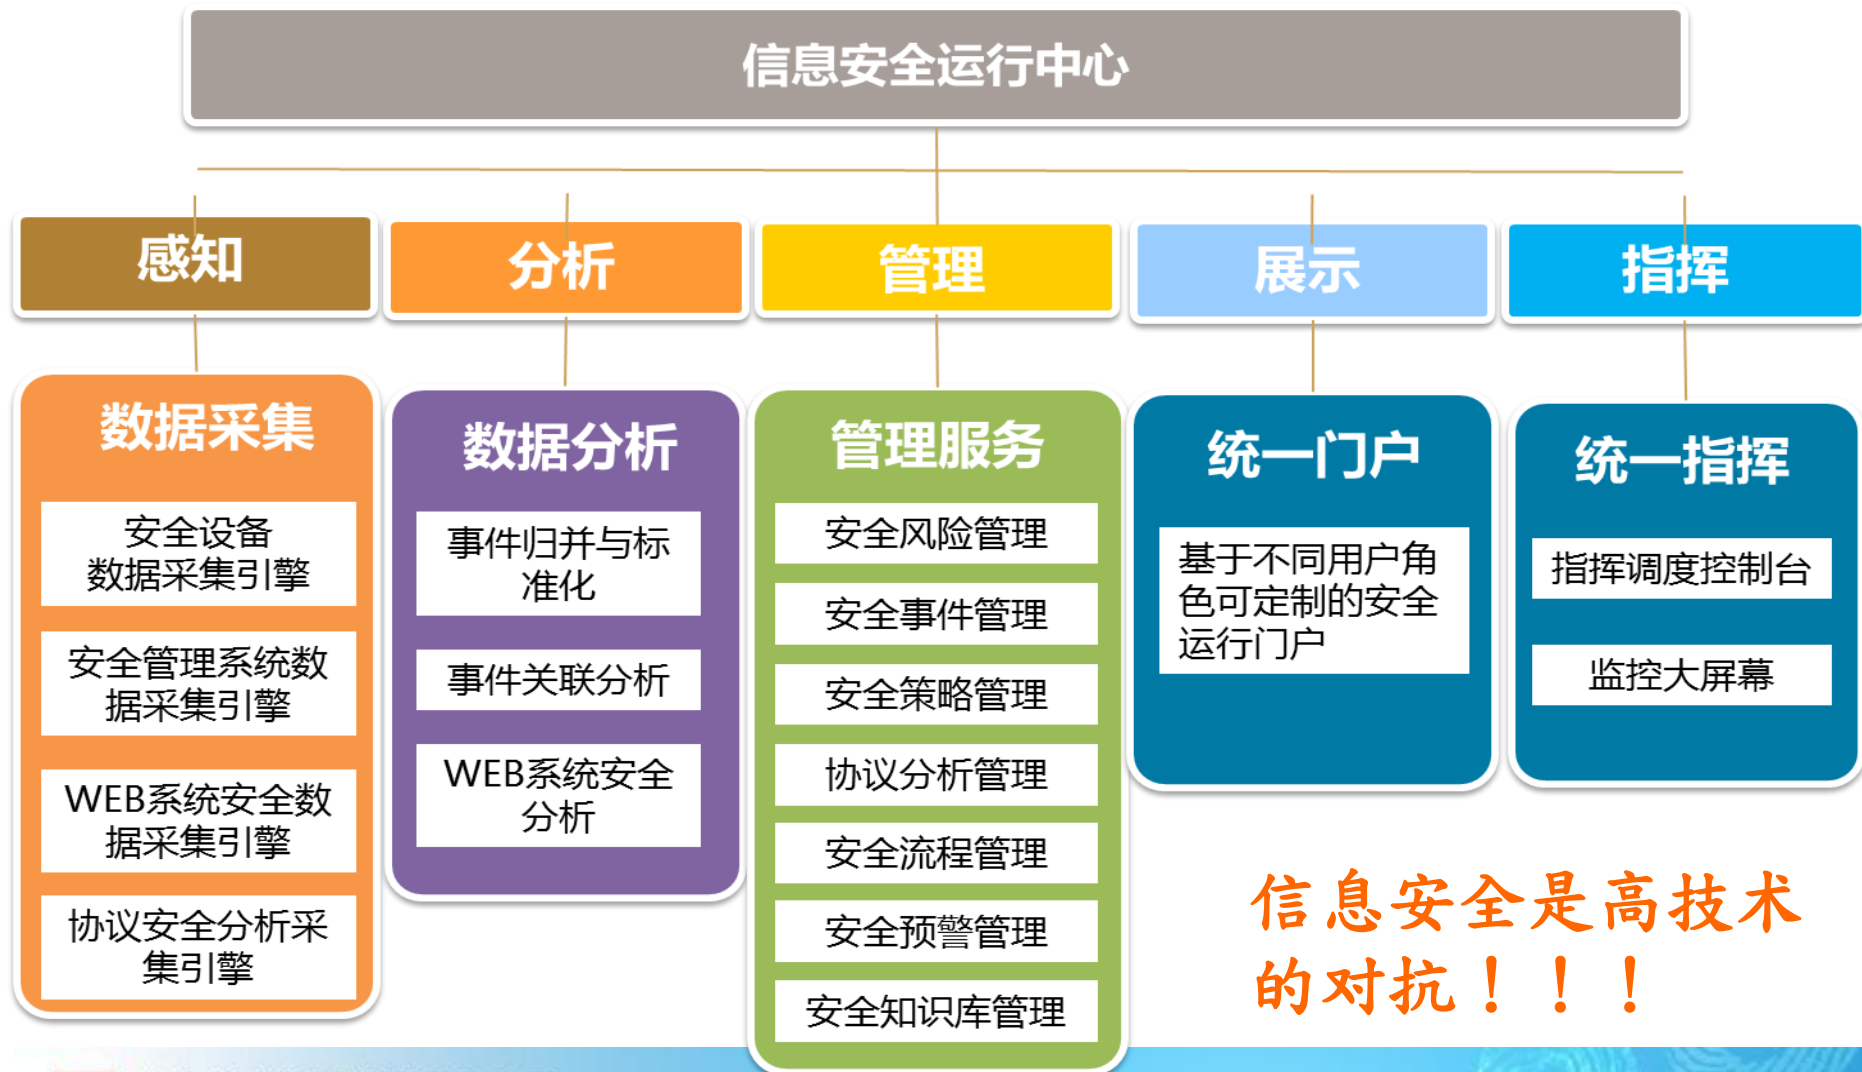 信息安全运行中心
感知
分析
管理
展示
指挥
数据采集
安全设备
数据采集引擎
安全管理系统数
据采集引擎
WEB系统安全数
据采集引擎
协议安全分析采
集引擎
数据分析
事件归并与标
准化
事件关联分析
WEB系统安全
分析
管理服务
安全风险管理
安全事件管理
安全策略管理
协议分析管理
安全流程管理
安全预警管理
安全知识库管理
统一门户
基于不同用户角
色可定制的安全
运行门户
统一指挥
指挥调度控制台
监控大屏幕
信息安全是高技术
的对抗！！！